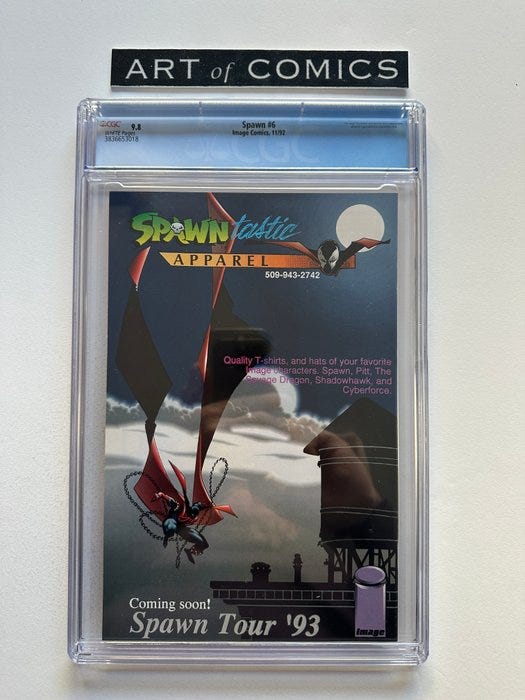 ART of COMICS
CGC 9.8 Spawn #6
WHITE Pages Image Comics, 11/92
3836653018
CGC
SPAWNtastic
APPAREL
509-943-2742
Quality T-shirts, and hats of your favorite
Image characters. Spawn, Pitt, The
Savage Dragon, Shadowhawk, and
Cyberforce.
Coming soon!
Spawn Tour '93
Image